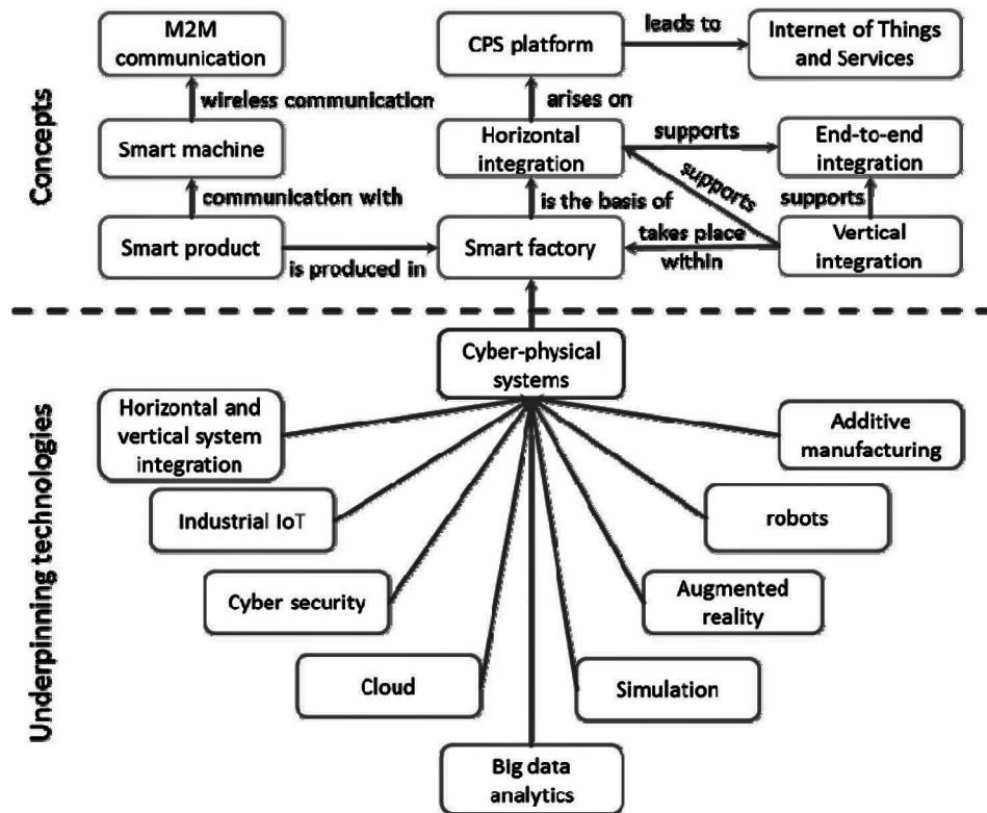 M2M
communication
CPS platform
leads to
Internet of Things
and Services
wireless communication
arises on
Smart machine
Horizontal
integration
supports
End-to-end
integration
communication with
is the basis of
supports
supports
Smart product
is produced in
Smart factory
takes place
within
Vertical
integration
Concepts
Cyber-physical
systems
Horizontal and
vertical system
integration
Additive
manufacturing
Industrial IoT
robots
Cyber security
Augmented
reality
Cloud
Simulation
Big data
analytics
Underpinning technologies